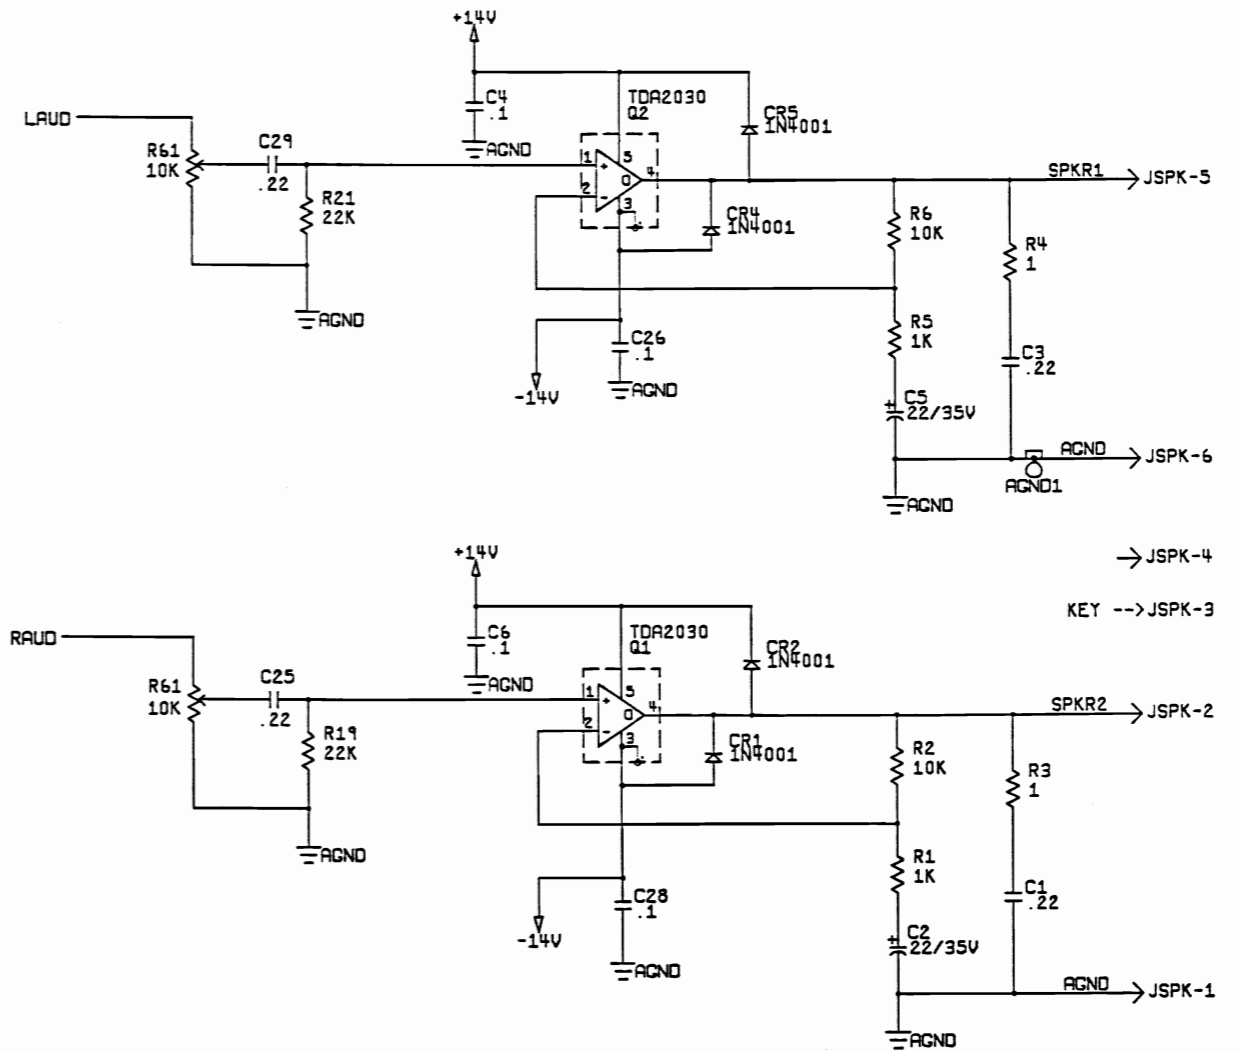 +14V
C4
.1
AGND
TDA2030
Q2
CR5
1N4001
LAUD
R61
10K
C29
.22
R21
22K
AGND
1
2
+
-
5
O
4
3
CR4
1N4001
SPKR1
JSPK-5
R6
10K
R4
1
R5
1K
C3
.22
C26
.1
AGND
-14V
+
C5
22/35V
AGND
AGND1
AGND
JSPK-6
JSPK-4
KEY --> JSPK-3
+14V
C6
.1
AGND
TDA2030
Q1
CR2
1N4001
RAUD
R61
10K
C25
.22
R19
22K
AGND
1
2
+
-
5
O
4
3
CR1
1N4001
SPKR2
JSPK-2
R2
10K
R3
1
R1
1K
C1
.22
C28
.1
AGND
-14V
+
C2
22/35V
AGND
AGND
JSPK-1